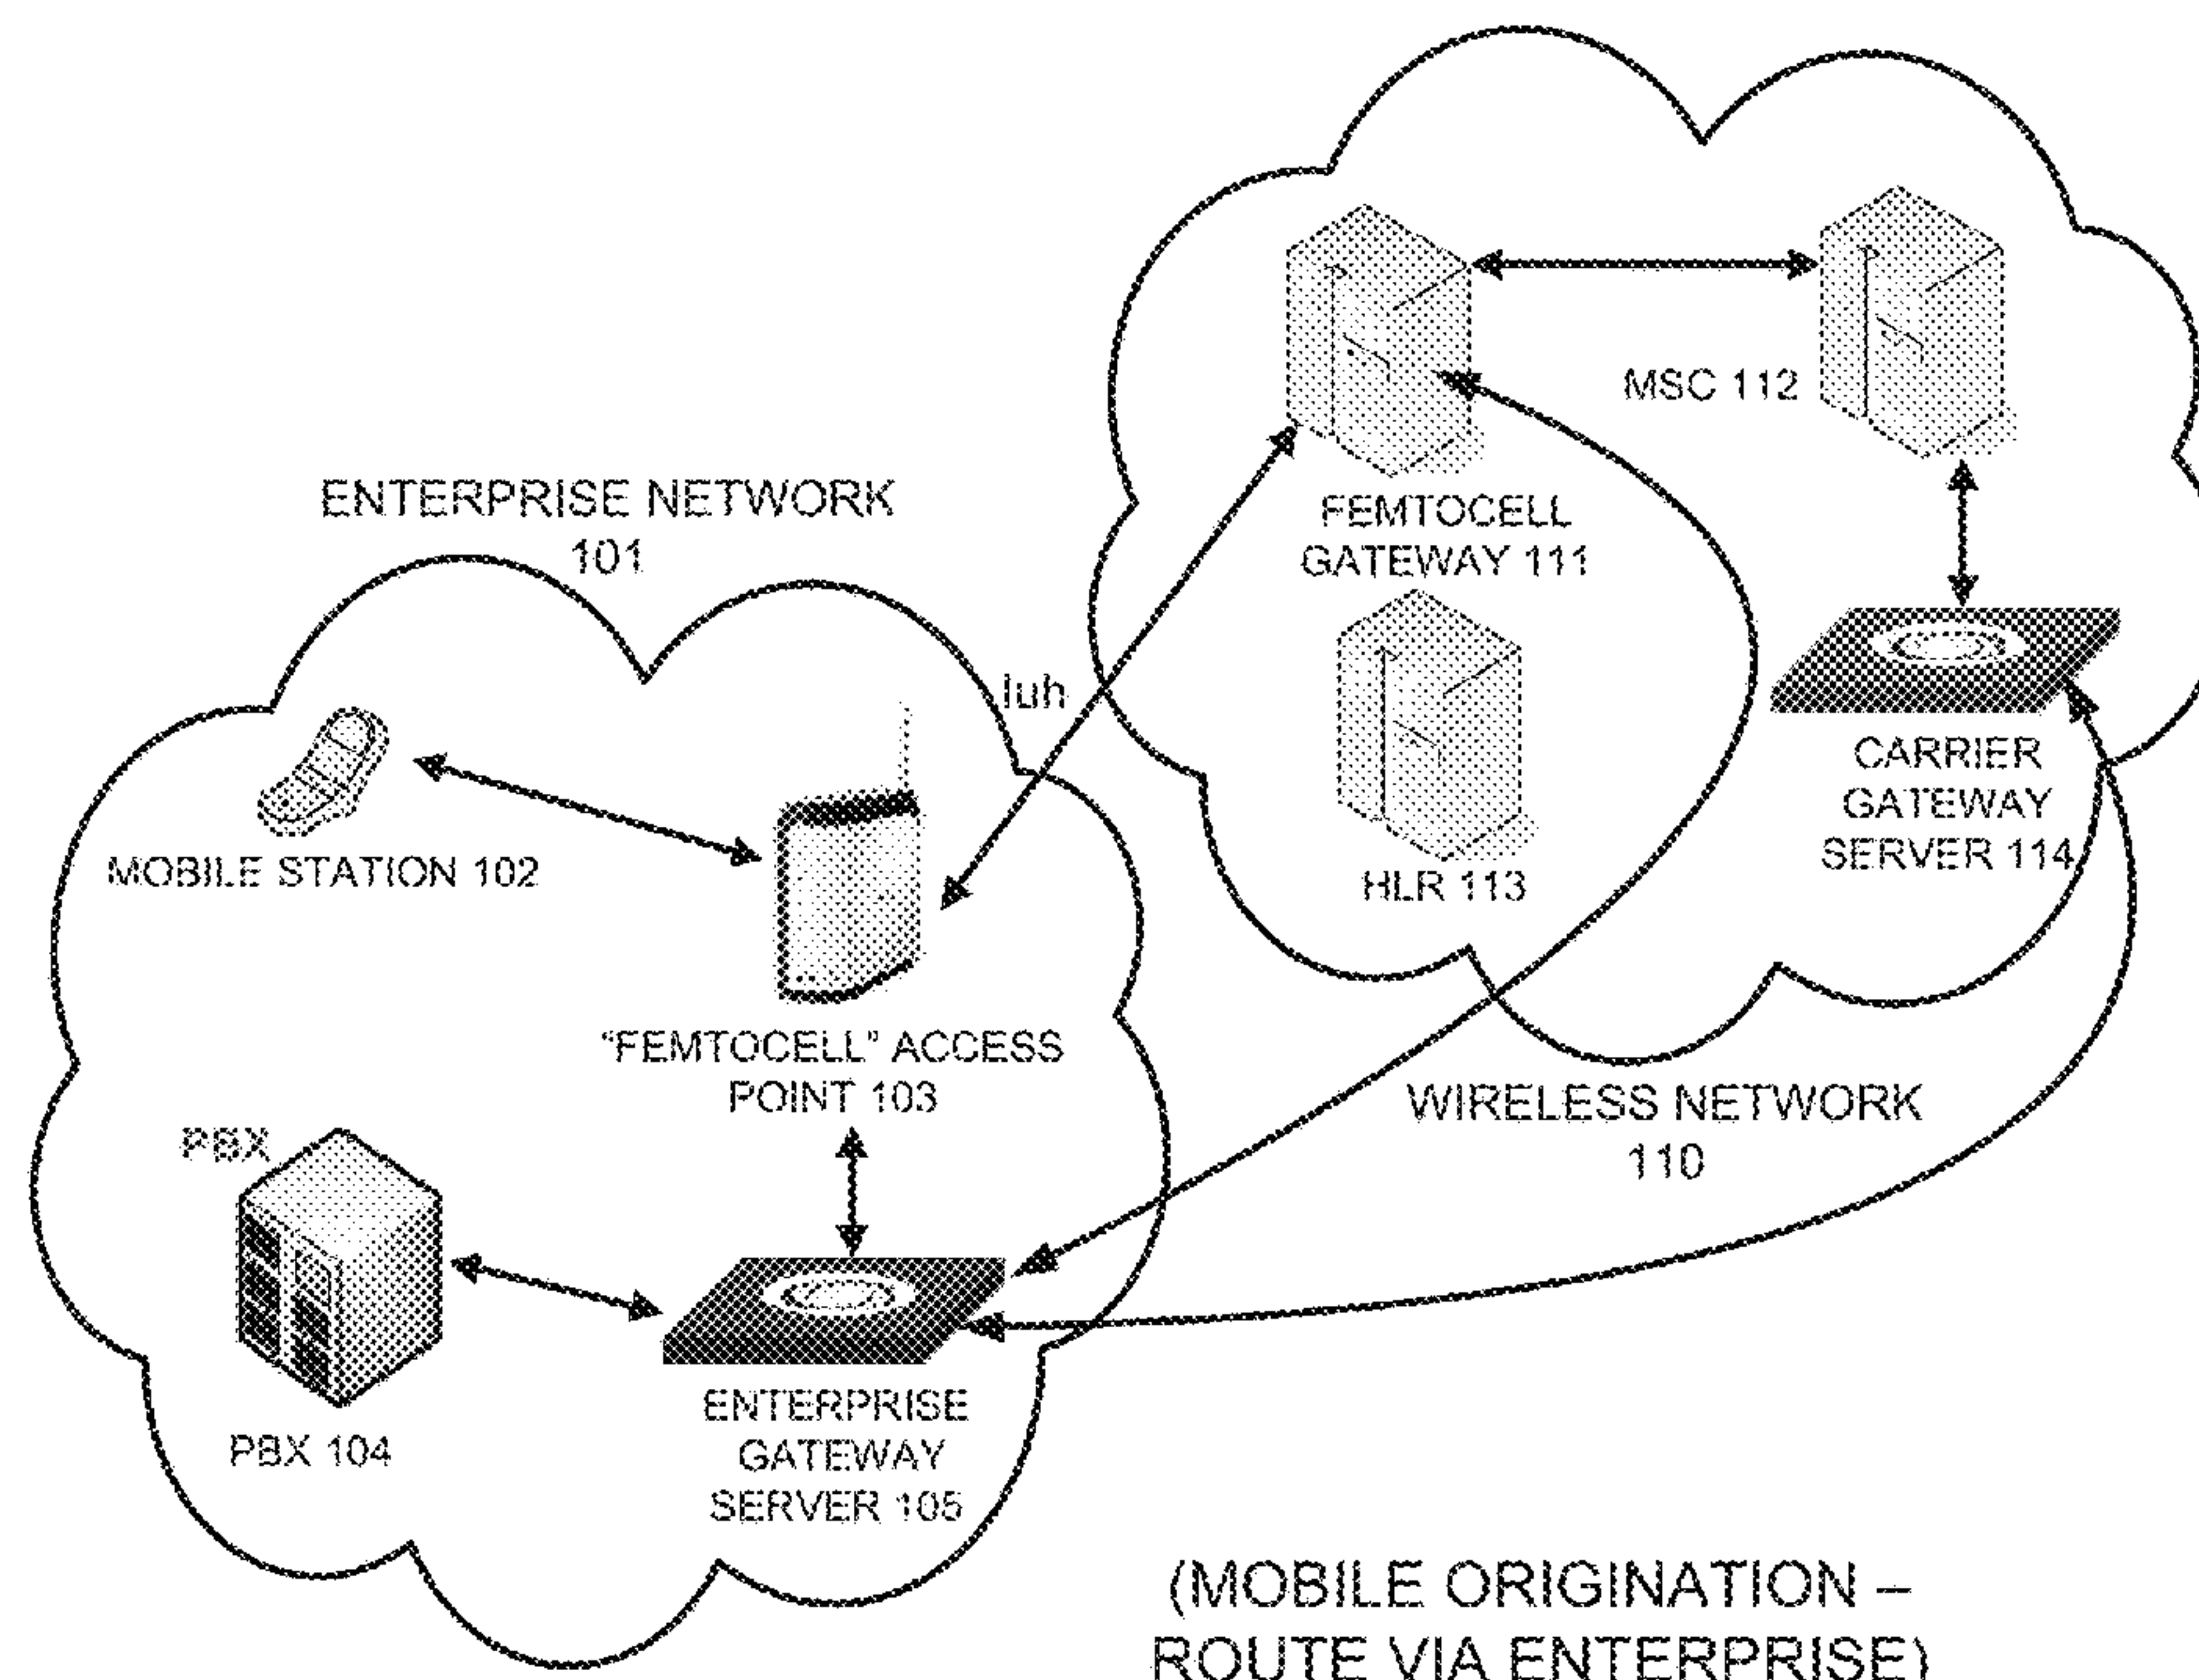 MSC 112
ENTERPRISE NETWORK
101
FEMTOCELL
GATEWAY 111
Iuh
CARRIER
GATEWAY
SERVER 114
MOBILE STATION 102
HLR 113
"FEMTOCELL" ACCESS
POINT 103
WIRELESS NETWORK
110
PBX
PBX 104
ENTERPRISE
GATEWAY
SERVER 105
(MOBILE ORIGINATION –
ROUTE VIA ENTERPRISE)